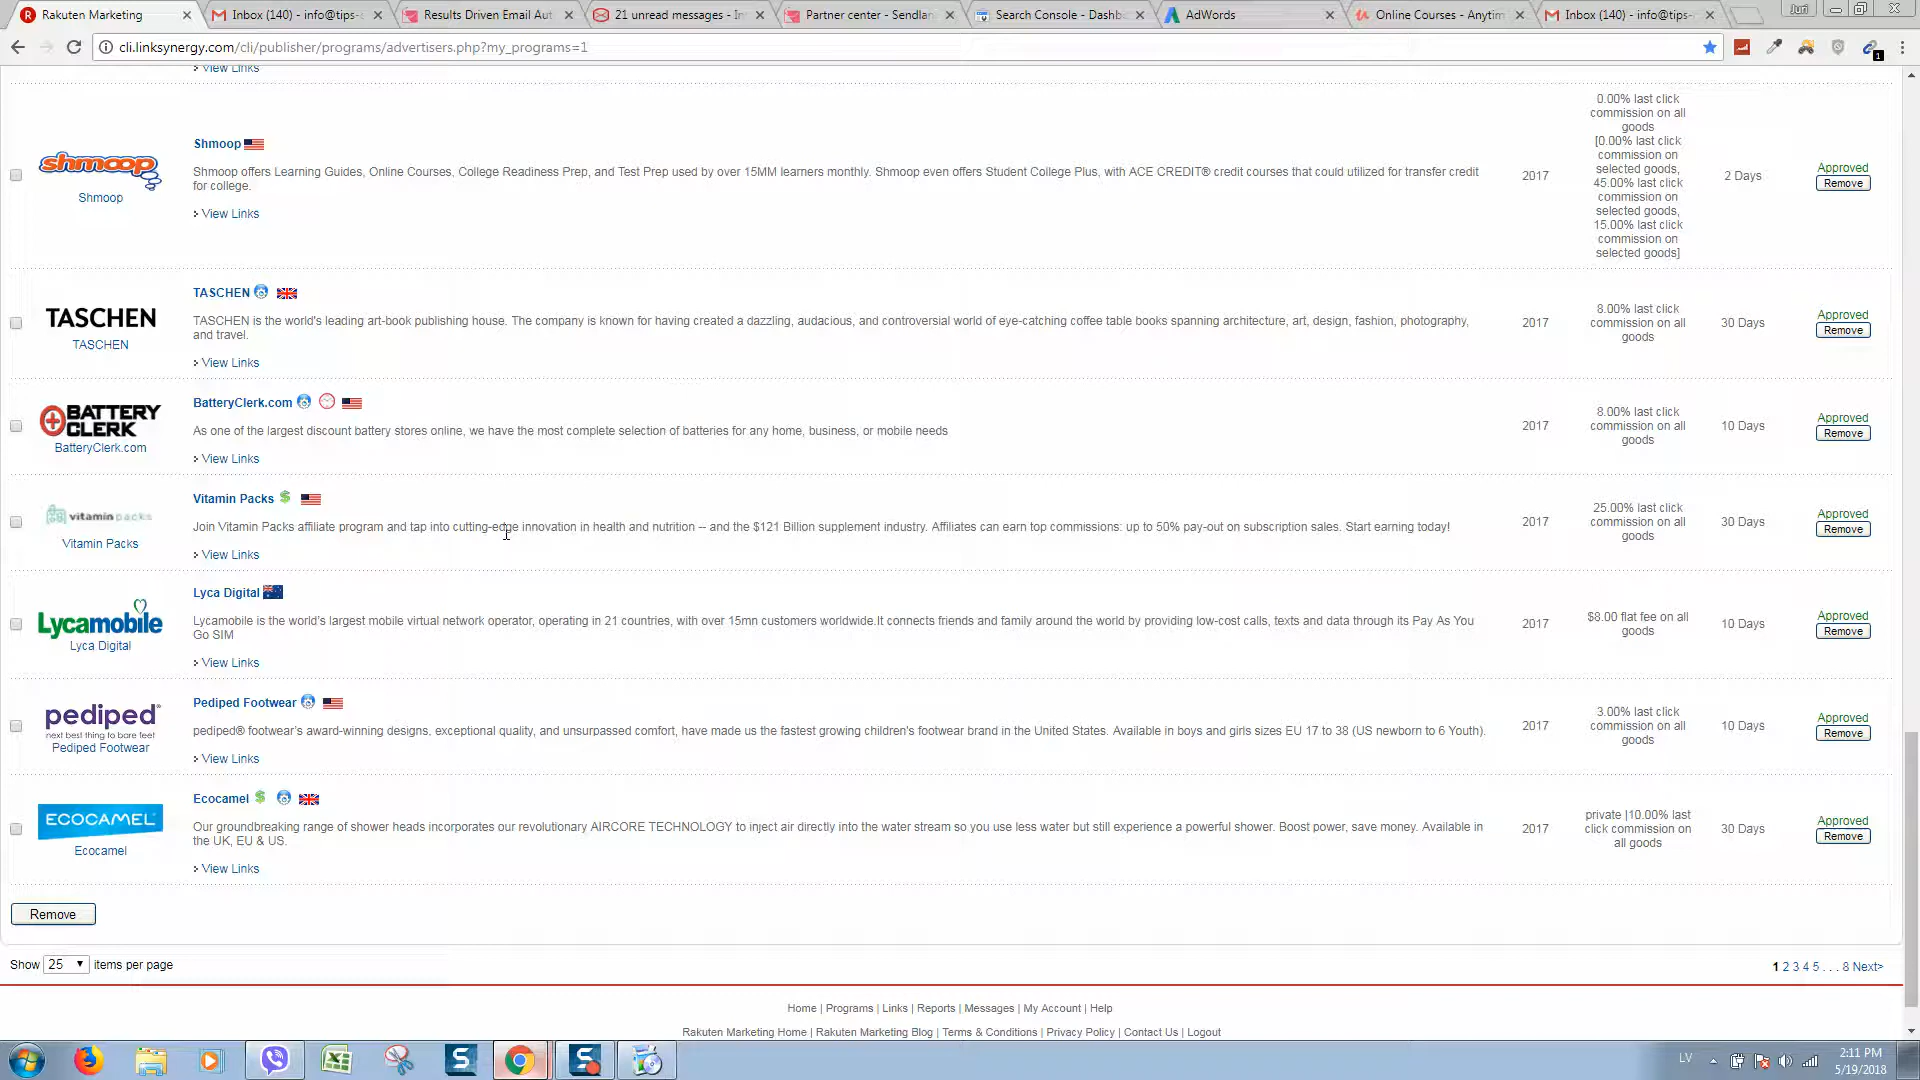 Rakuten Marketing
Inbox (140) - info@tips-
Results Driven Email Aut
21 unread messages - In
Partner center - Sendlan
Search Console - Dashb
AdWords
Online Courses - Anytim
Inbox (140) - info@tips-
Juri
cli.linksynergy.com/cli/publisher/programs/advertisers.php?my_programs=1
1
View Links
shmoop
Shmoop
Shmoop
Shmoop offers Learning Guides, Online Courses, College Readiness Prep, and Test Prep used by over 15MM learners monthly. Shmoop even offers Student College Plus, with ACE CREDIT® credit courses that could utilized for transfer credit
for college.
View Links
2017
0.00% last click
commission on all
goods
[0.00% last click
commission on
selected goods,
45.00% last click
commission on
selected goods,
15.00% last click
commission on
selected goods]
2 Days
Approved
Remove
TASCHEN
TASCHEN
TASCHEN
TASCHEN is the world's leading art-book publishing house. The company is known for having created a dazzling, audacious, and controversial world of eye-catching coffee table books spanning architecture, art, design, fashion, photography,
and travel.
View Links
2017
8.00% last click
commission on all
goods
30 Days
Approved
Remove
BATTERY
CLERK
BatteryClerk.com
BatteryClerk.com
As one of the largest discount battery stores online, we have the most complete selection of batteries for any home, business, or mobile needs
View Links
2017
8.00% last click
commission on all
goods
10 Days
Approved
Remove
vitamin packs
Vitamin Packs
Vitamin Packs
Join Vitamin Packs affiliate program and tap into cutting-edge innovation in health and nutrition – and the $121 Billion supplement industry. Affiliates can earn top commissions: up to 50% pay-out on subscription sales. Start earning today!
View Links
2017
25.00% last click
commission on all
goods
30 Days
Approved
Remove
Lycamobile
Lyca Digital
Lyca Digital
Lycamobile is the world's largest mobile virtual network operator, operating in 21 countries, with over 15mn customers worldwide.It connects friends and family around the world by providing low-cost calls, texts and data through its Pay As You
Go SIM
View Links
2017
$8.00 flat fee on all
goods
10 Days
Approved
Remove
pediped®
next best thing to bare feet
Pediped Footwear
Pediped Footwear
pediped® footwear's award-winning designs, exceptional quality, and unsurpassed comfort, have made us the fastest growing children's footwear brand in the United States. Available in boys and girls sizes EU 17 to 38 (US newborn to 6 Youth).
View Links
2017
3.00% last click
commission on all
goods
10 Days
Approved
Remove
ECOCAMEL
Ecocamel
Ecocamel
Our groundbreaking range of shower heads incorporates our revolutionary AIRCORE TECHNOLOGY to inject air directly into the water stream so you use less water but still experience a powerful shower. Boost power, save money. Available in
the UK, EU & US.
View Links
2017
private |10.00% last
click commission on
all goods
30 Days
Approved
Remove
Remove
Show 25 items per page
1 2 3 4 5 . . . 8 Next>
Home | Programs | Links | Reports | Messages | My Account | Help
Rakuten Marketing Home | Rakuten Marketing Blog | Terms & Conditions | Privacy Policy | Contact Us | Logout
LV
2:11 PM
5/19/2018